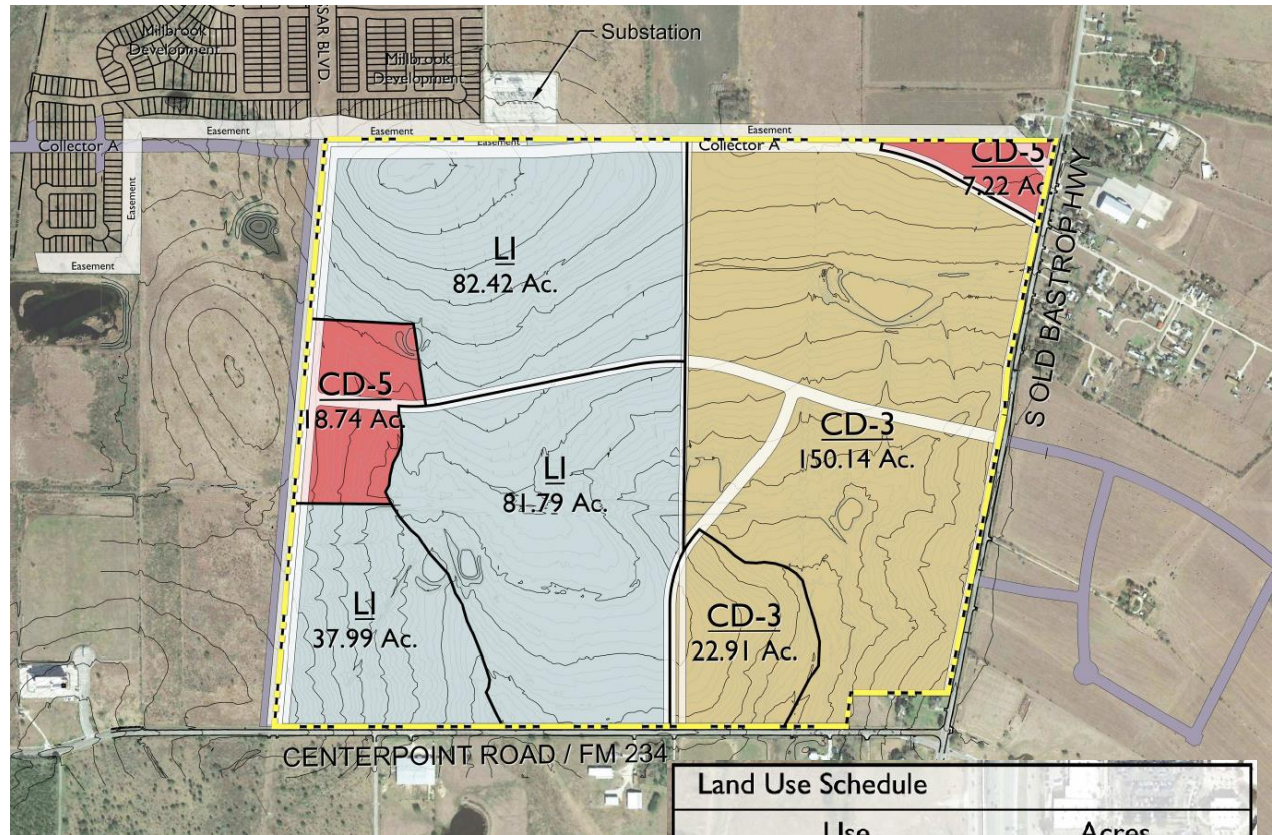 Substation
Millbrook
Development
SSAR BLVD.
Millbrook
Development
Easement
Easement
Easement
Collector A
Easement
Collector A
CD-5
7.22 Ac
Easement
Easement
LI
82.42 Ac.
S OLD BASTROP HWY
CD-5
18.74 Ac.
CD-3
150.14 Ac.
LI
81.79 Ac.
LI
37.99 Ac.
CD-3
22.91 Ac.
CENTERPOINT ROAD / FM 234
Land Use Schedule
Use Acres